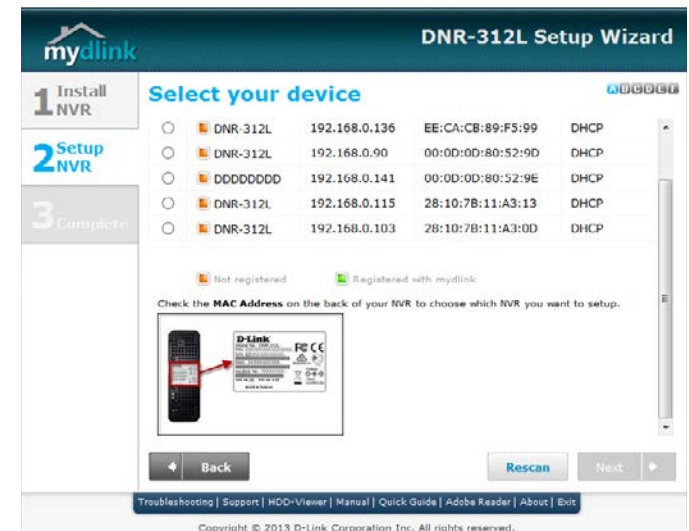 mydlink
DNR-312L Setup Wizard
1 Install NVR
2 Setup NVR
3 Complete
Select your device
A B C D E F
DNR-312L 192.168.0.136 EE:CA:CB:89:F5:99 DHCP
DNR-312L 192.168.0.90 00:0D:0D:80:52:9D DHCP
DDDDDDDD 192.168.0.141 00:0D:0D:80:52:9E DHCP
DNR-312L 192.168.0.115 28:10:7B:11:A3:13 DHCP
DNR-312L 192.168.0.103 28:10:7B:11:A3:0D DHCP
Not registered Registered with mydlink
Check the MAC Address on the back of your NVR to choose which NVR you want to setup.
D-Link
FC CE
Back Rescan Next
Troubleshooting | Support | HDD-Viewer | Manual | Quick Guide | Adobe Reader | About | Exit
Copyright © 2013 D-Link Corporation Inc. All rights reserved.